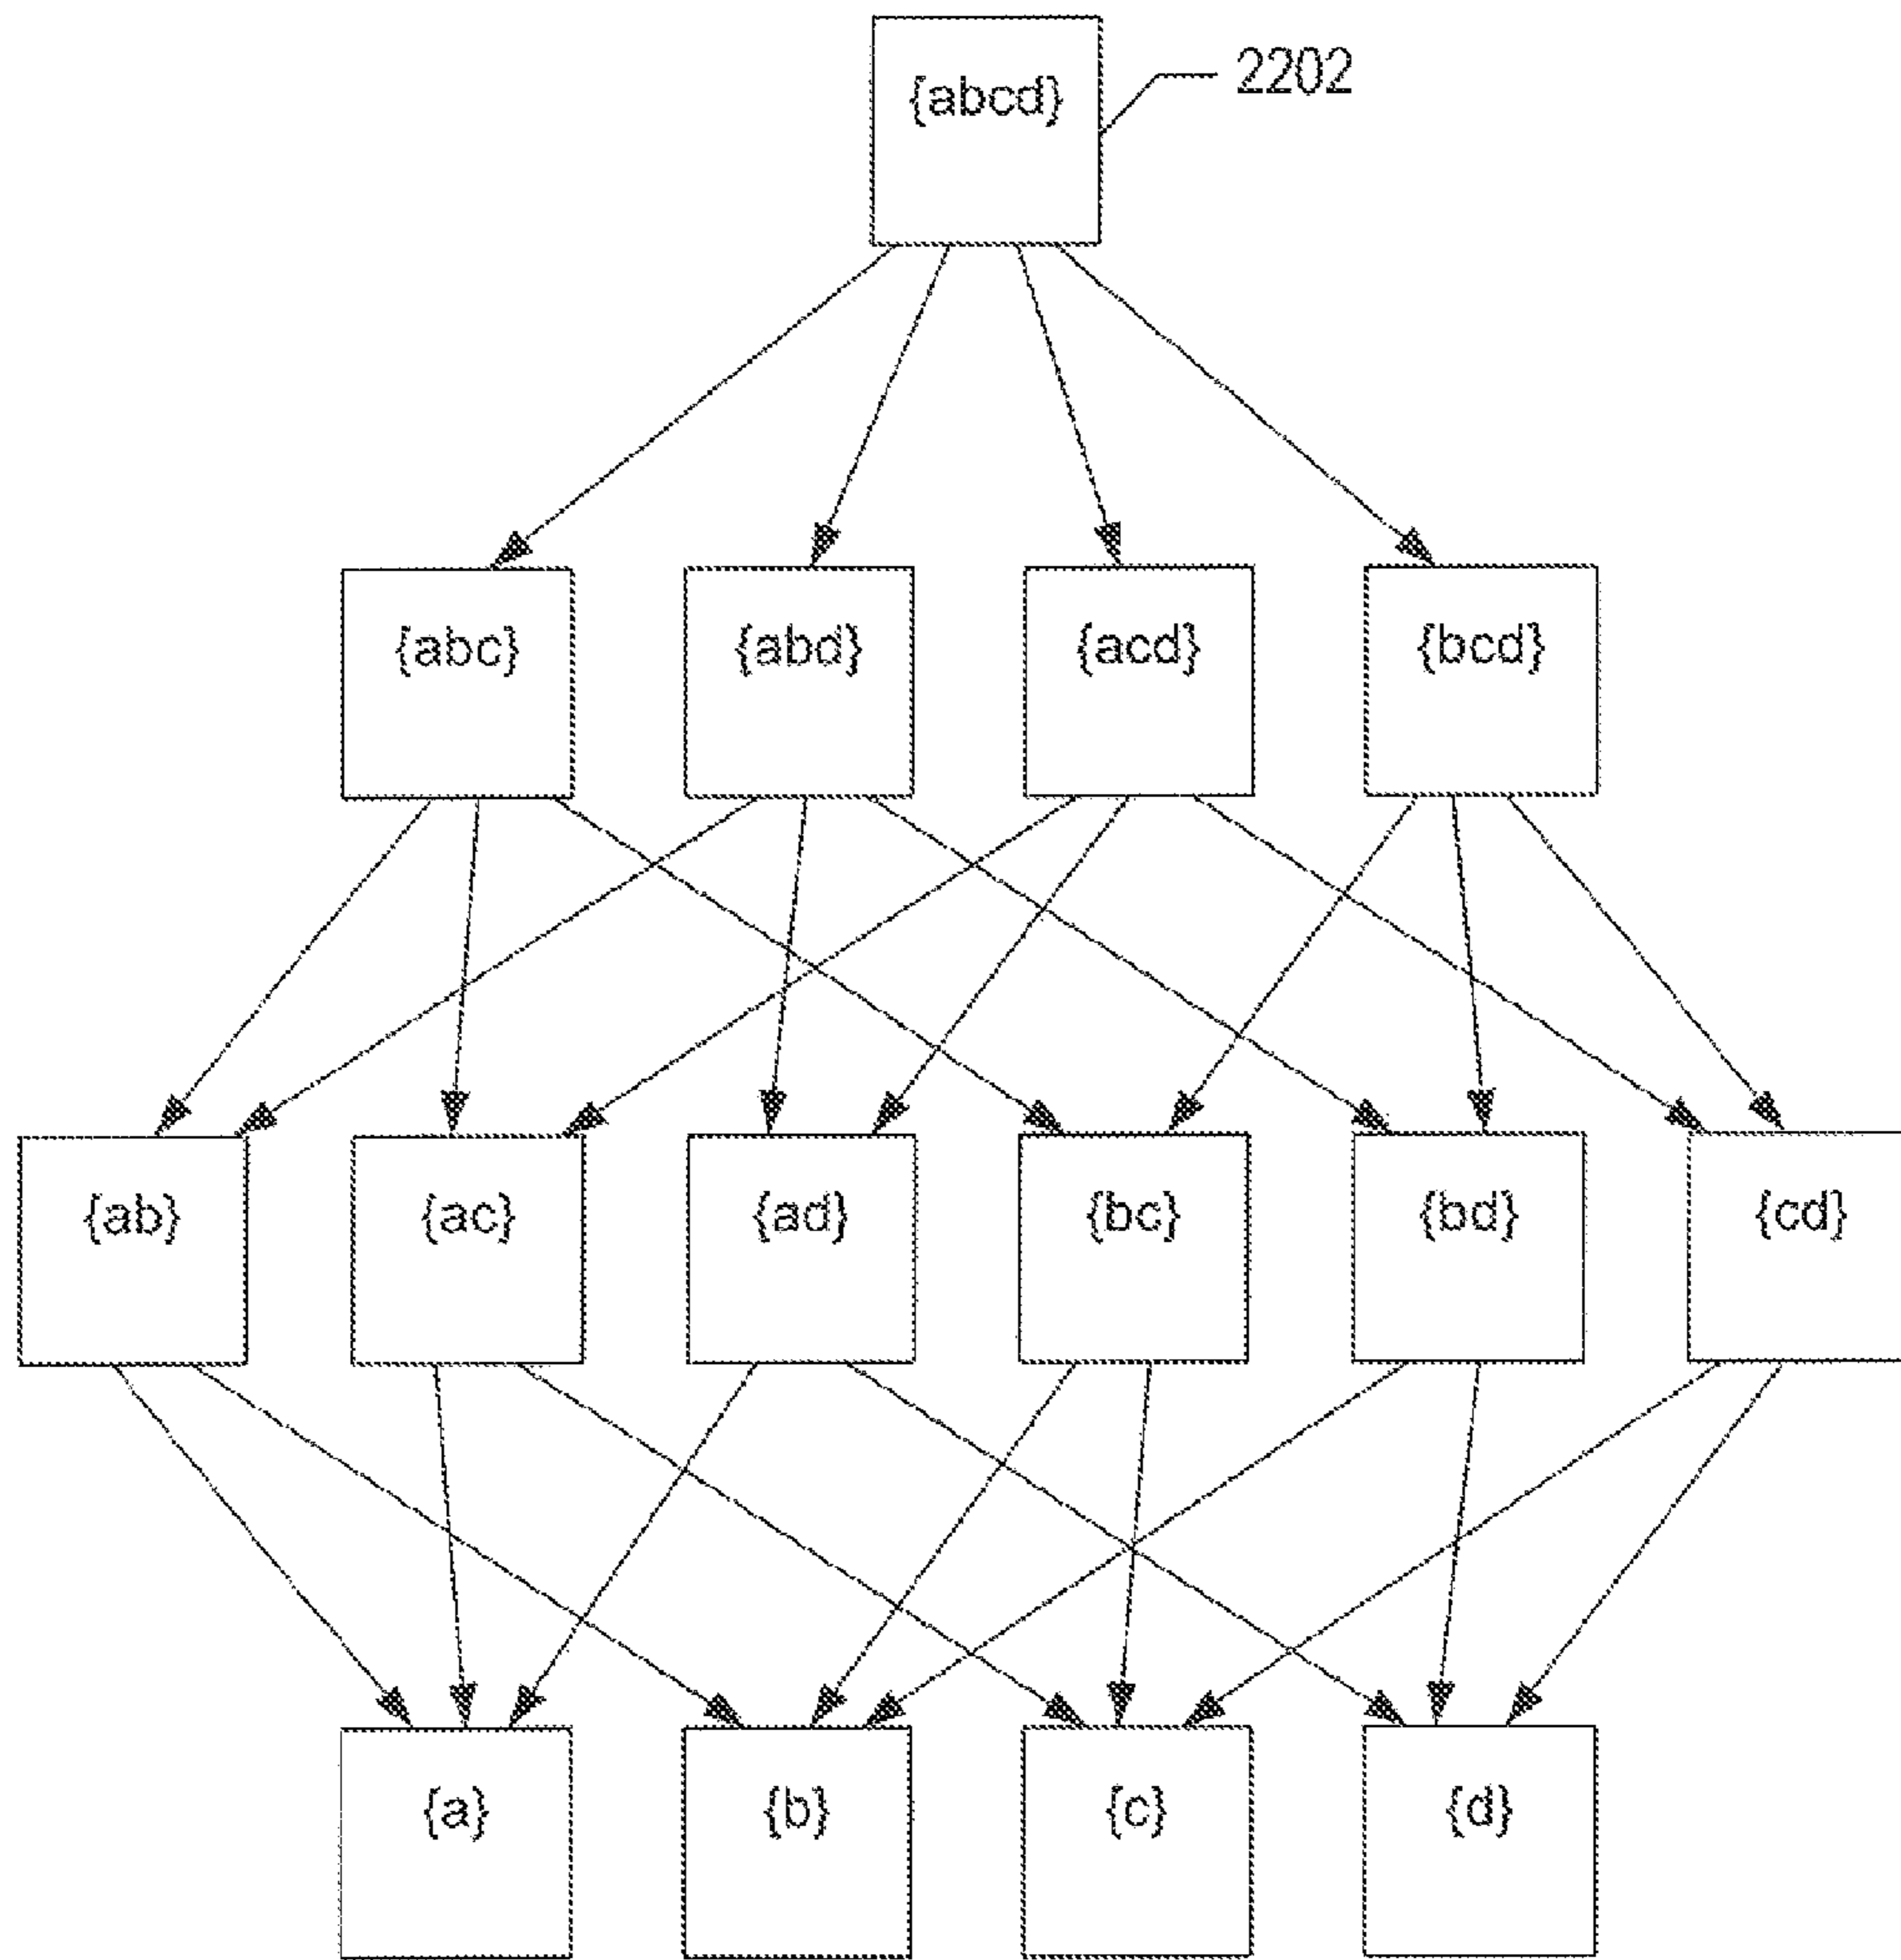 {abcd} 2202
{abc} {abd} {acd} {bcd}
{ab} {ac} {ad} {bc} {bd} {cd}
{a} {b} {c} {d}